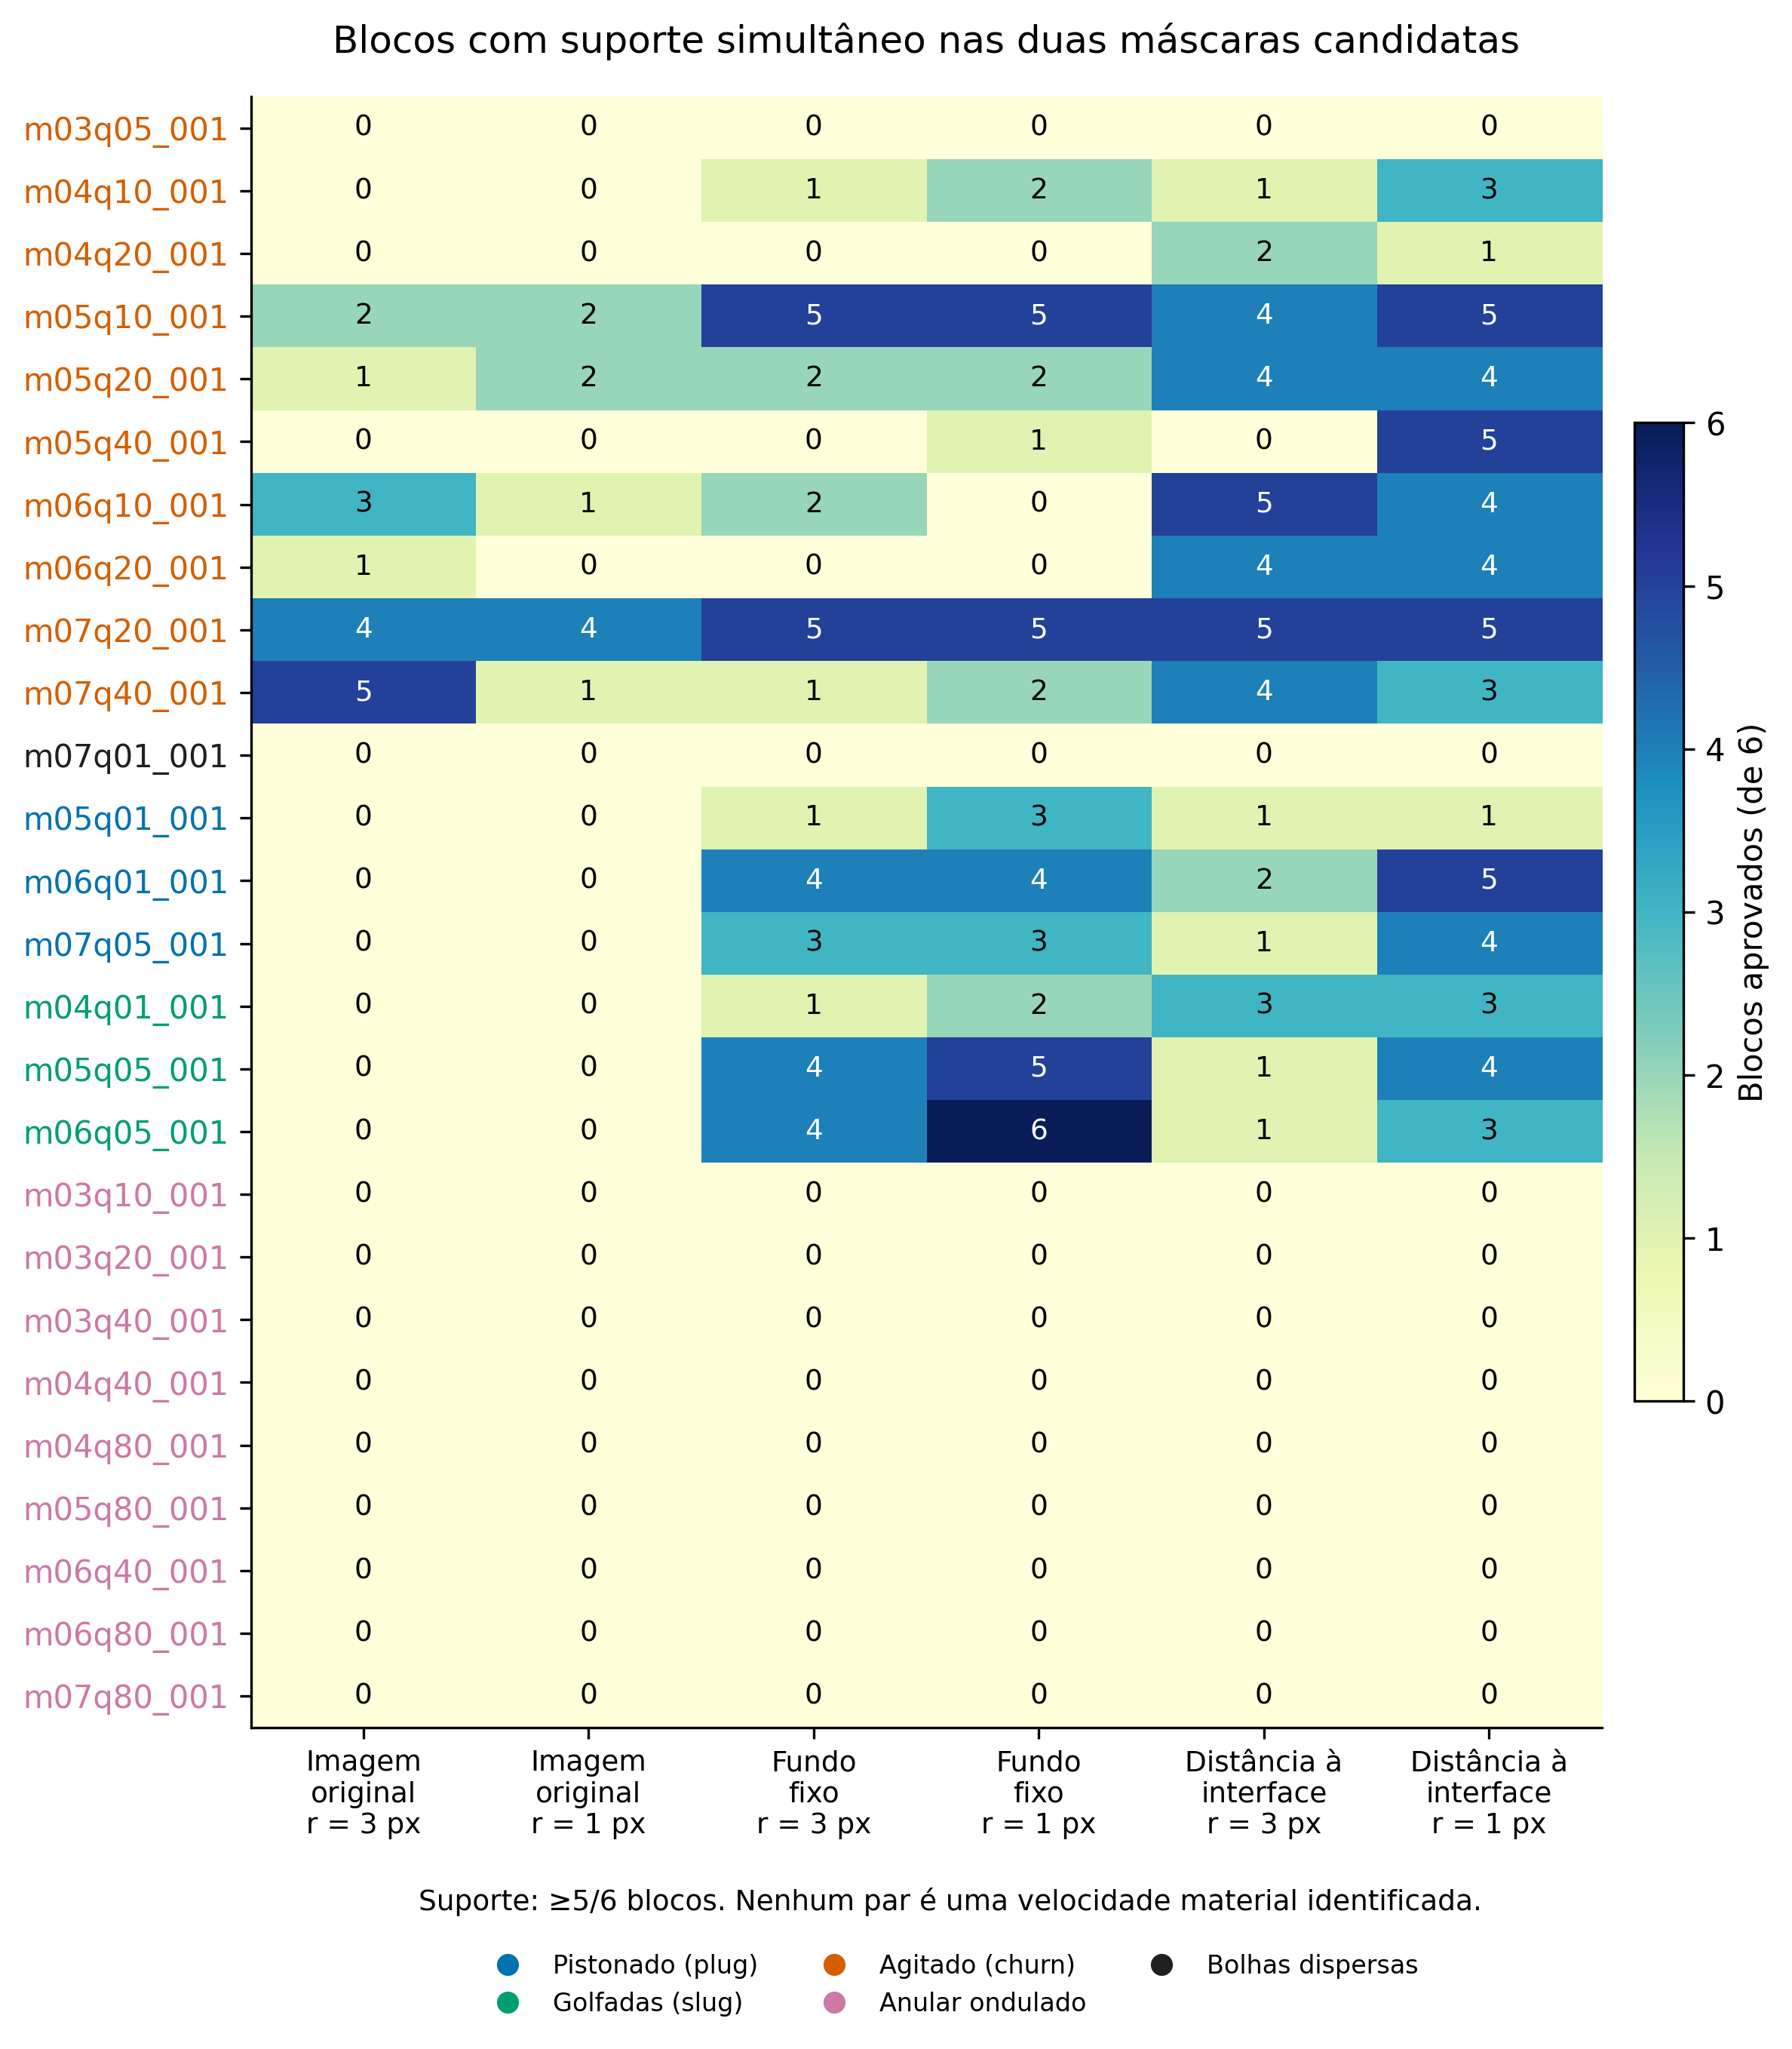 Blocos com suporte simultâneo nas duas máscaras candidatas
m03q05_001 0 0 0 0 0 0
m04q10_001 0 0 1 2 1 3
m04q20_001 0 0 0 0 2 1
m05q10_001 2 2 5 5 4 5
m05q20_001 1 2 2 2 4 4
m05q40_001 0 0 0 1 0 5
m06q10_001 3 1 2 0 5 4
m06q20_001 1 0 0 0 4 4
m07q20_001 4 4 5 5 5 5
m07q40_001 5 1 1 2 4 3
m07q01_001 0 0 0 0 0 0
m05q01_001 0 0 1 3 1 1
m06q01_001 0 0 4 4 2 5
m07q05_001 0 0 3 3 1 4
m04q01_001 0 0 1 2 3 3
m05q05_001 0 0 4 5 1 4
m06q05_001 0 0 4 6 1 3
m03q10_001 0 0 0 0 0 0
m03q20_001 0 0 0 0 0 0
m03q40_001 0 0 0 0 0 0
m04q40_001 0 0 0 0 0 0
m04q80_001 0 0 0 0 0 0
m05q80_001 0 0 0 0 0 0
m06q40_001 0 0 0 0 0 0
m06q80_001 0 0 0 0 0 0
m07q80_001 0 0 0 0 0 0
Imagem Imagem Fundo Fundo Distância à Distância à
original original fixo fixo interface interface
r = 3 px r = 1 px r = 3 px r = 1 px r = 3 px r = 1 px
6
5
4
3
2
1
0
Blocos aprovados (de 6)
Suporte: ≥5/6 blocos. Nenhum par é uma velocidade material identificada.
Pistonado (plug) Agitado (churn) Bolhas dispersas
Golfadas (slug) Anular ondulado